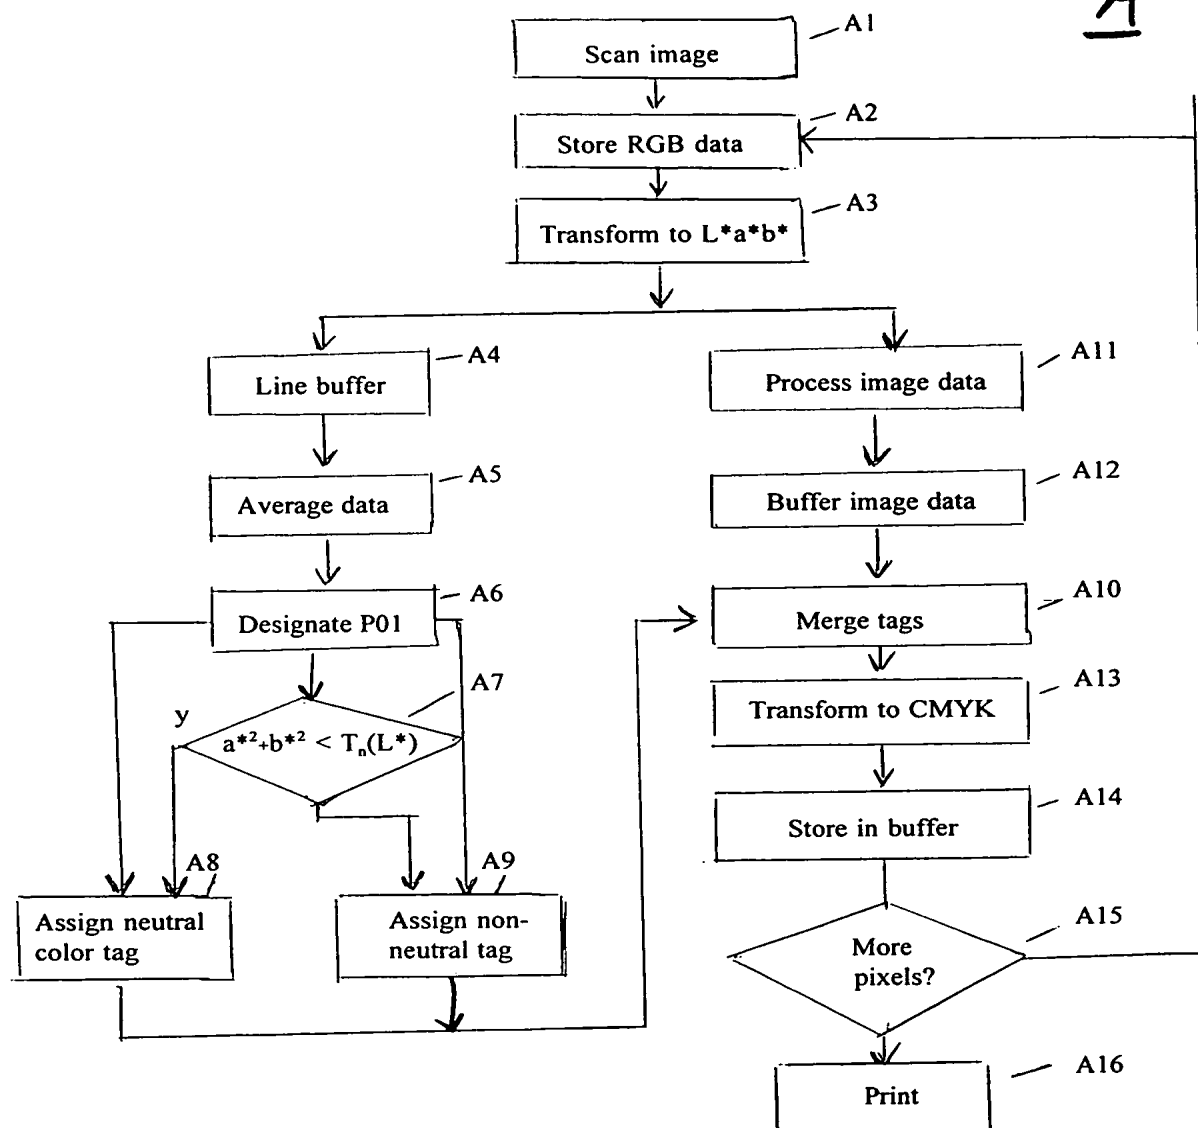 A
Scan image
A1
Store RGB data
A2
Transform to L*a*b*
A3
Line buffer
A4
Process image data
A11
Average data
A5
Buffer image data
A12
Designate P01
A6
Merge tags
A10
y
a*²+b*² < Tₙ(L*)
A7
Transform to CMYK
A13
Store in buffer
A14
Assign neutral
color tag
A8
Assign non-
neutral tag
A9
More
pixels?
A15
Print
A16